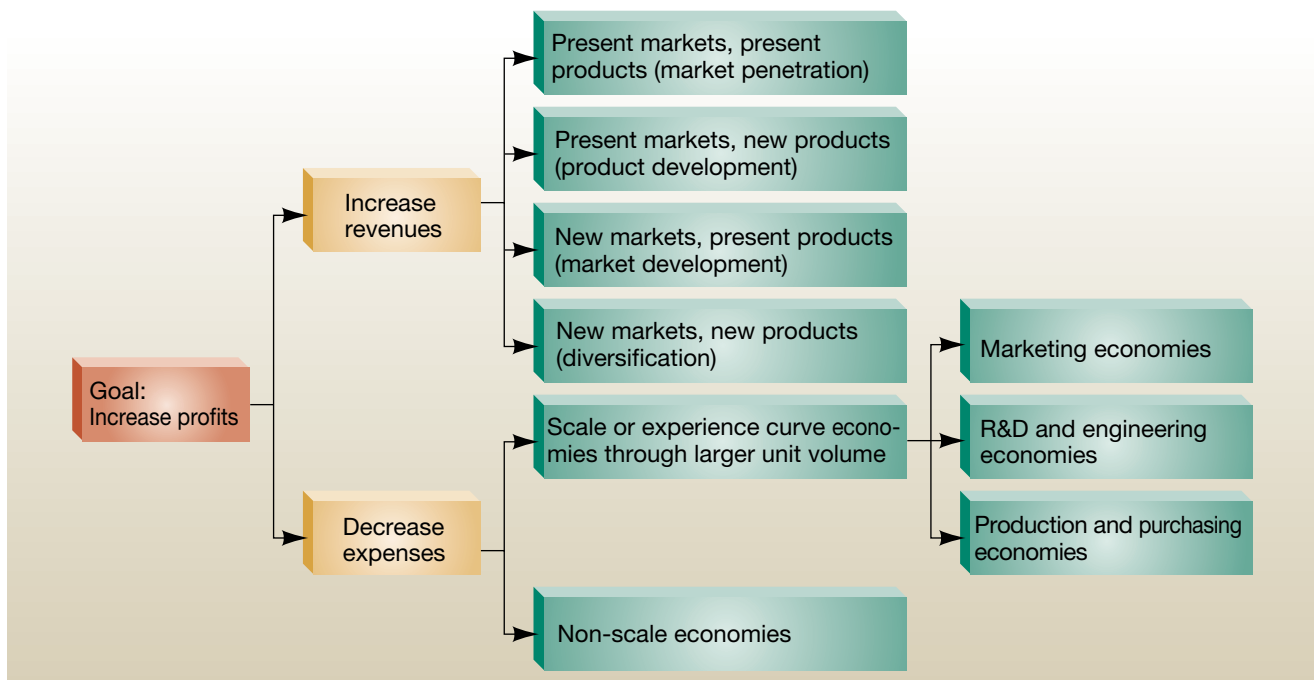 Goal:
Increase profits
Increase
revenues
Decrease
expenses
Present markets, present
products (market penetration)
Present markets, new products
(product development)
New markets, present products
(market development)
New markets, new products
(diversification)
Scale or experience curve econo-
mies through larger unit volume
Non-scale economies
Marketing economies
R&D and engineering
economies
Production and purchasing
economies